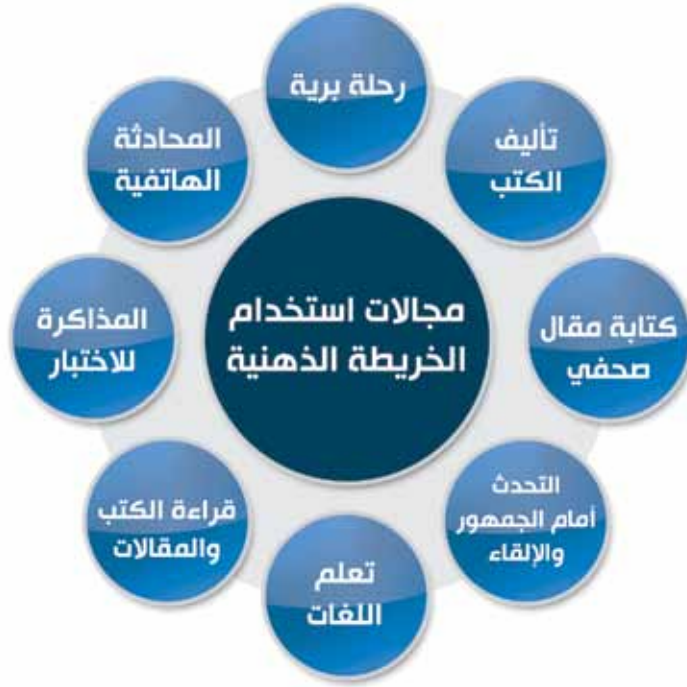 مجالات استخدام
الخريطة الذهنية
رحلة برية
تأليف
الكتب
كتابة مقال
صحفي
التحدث
أمام الجمهور
والإلقاء
تعلم
اللغات
قراءة الكتب
والمقالات
المذاكرة
للاختبار
المحادثة
الهاتفية